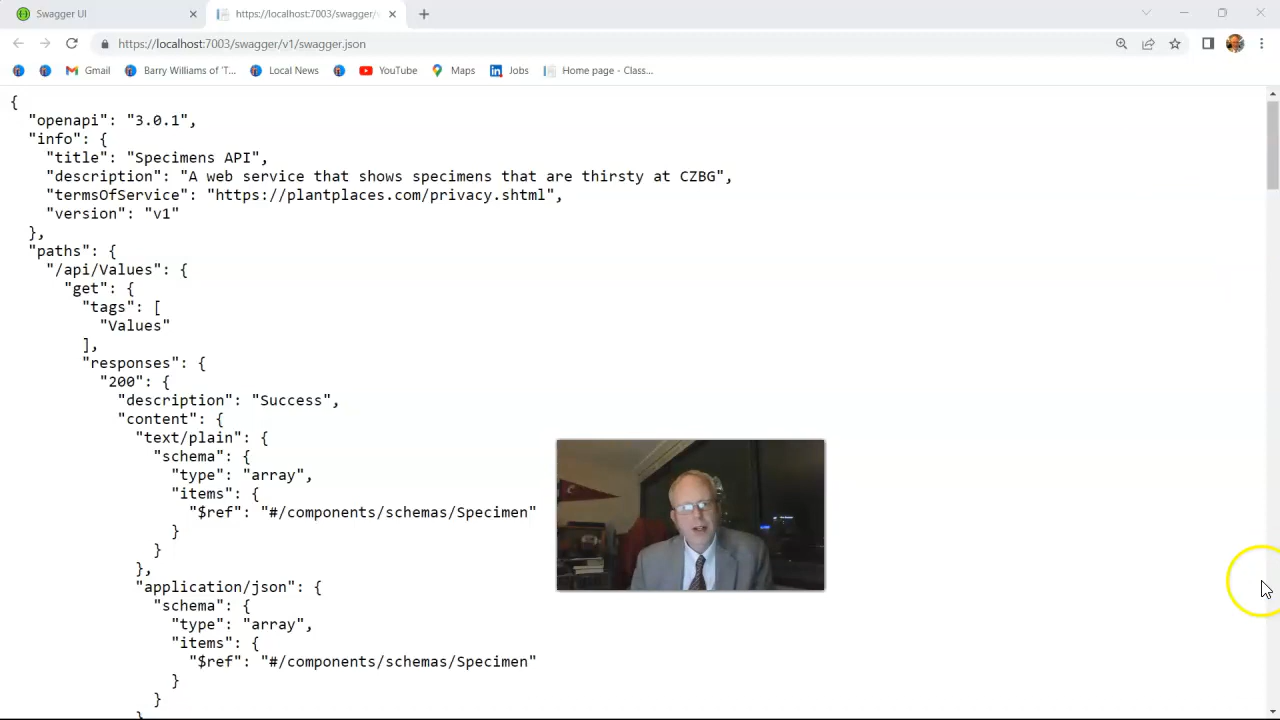 Swagger UI
https://localhost:7003/swagger/
https://localhost:7003/swagger/v1/swagger.json
Gmail
Barry Williams of 'T...
Local News
YouTube
Maps
Jobs
Home page - Class...
{
"openapi": "3.0.1",
"info": {
"title": "Specimens API",
"description": "A web service that shows specimens that are thirsty at CZBG",
"termsOfService": "https://plantplaces.com/privacy.shtml",
"version": "v1"
},
"paths": {
"/api/Values": {
"get": {
"tags": [
"Values"
],
"responses": {
"200": {
"description": "Success",
"content": {
"text/plain": {
"schema": {
"type": "array",
"items": {
"$ref": "#/components/schemas/Specimen"
}
}
},
"application/json": {
"schema": {
"type": "array",
"items": {
"$ref": "#/components/schemas/Specimen"
}
}
}